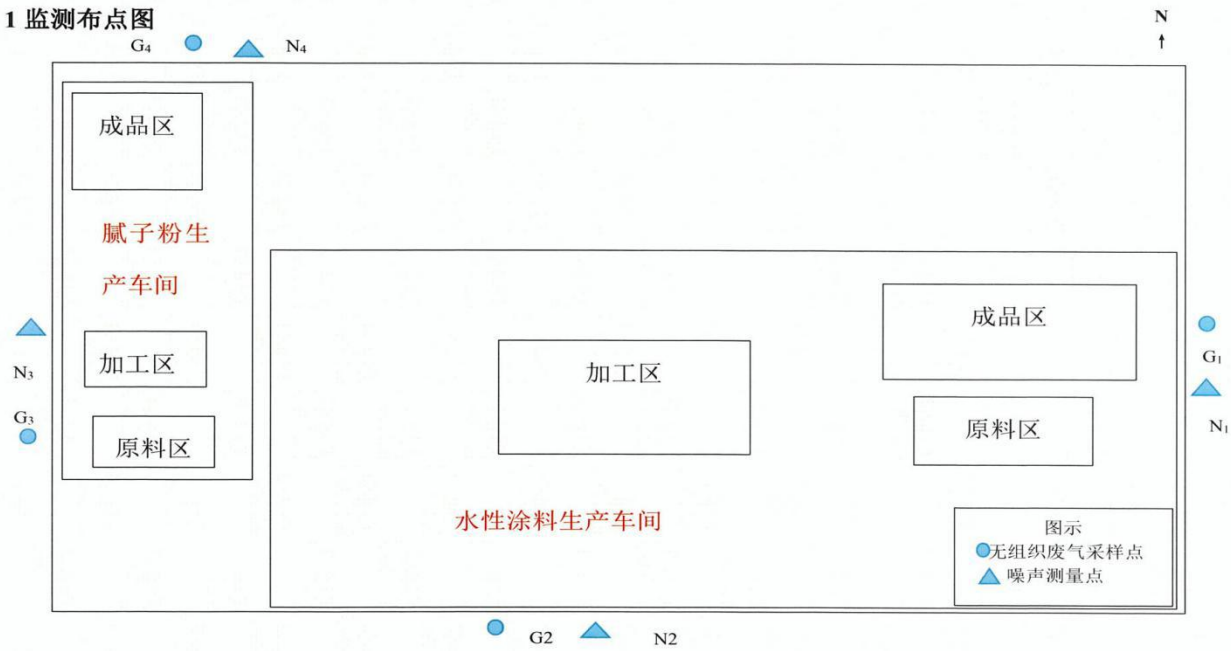 1 监测布点图
N
G₄
N₄
成品区
腻子粉生
产车间
加工区
原料区
N₃
G₃
成品区
加工区
原料区
水性涂料生产车间
G₁
N₁
图示
无组织废气采样点
噪声测量点
G2
N2